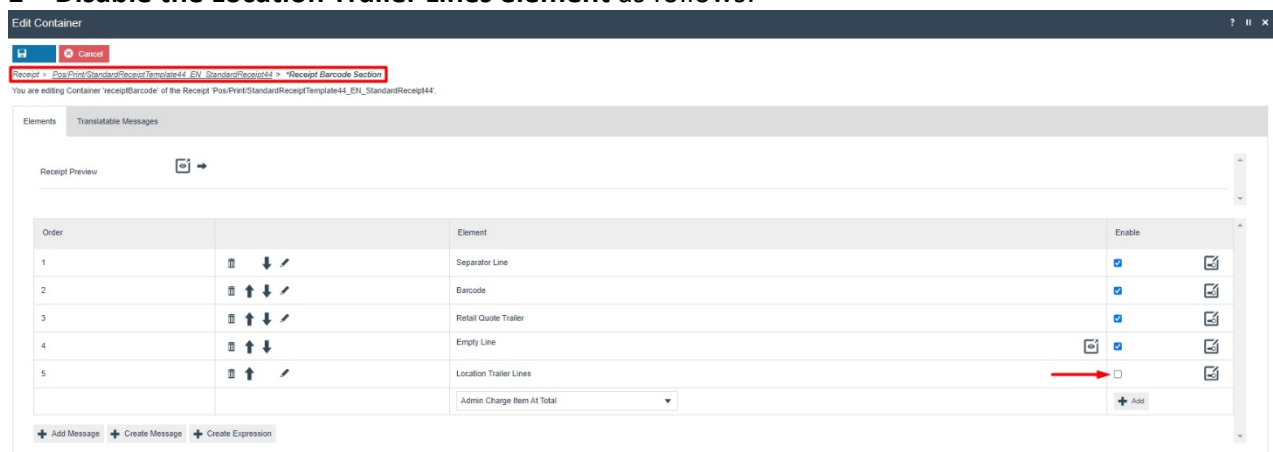 Disable the Location Trailer Lines element as follows:
Edit Container ? II ×
Cancel
Receipt > Pos/Print/StandardReceiptTemplate44_EN_StandardReceipt44 > *Receipt Barcode Section
You are editing Container 'receiptBarcode' of the Receipt 'Pos/Print/StandardReceiptTemplate44_EN_StandardReceipt44'.
Elements Translatable Messages
Receipt Preview
Order Element Enable
1 Separator Line
2 Barcode
3 Retail Quote Trailer
4 Empty Line
5 Location Trailer Lines
Admin Charge Item At Total Add
Add Message Create Message Create Expression